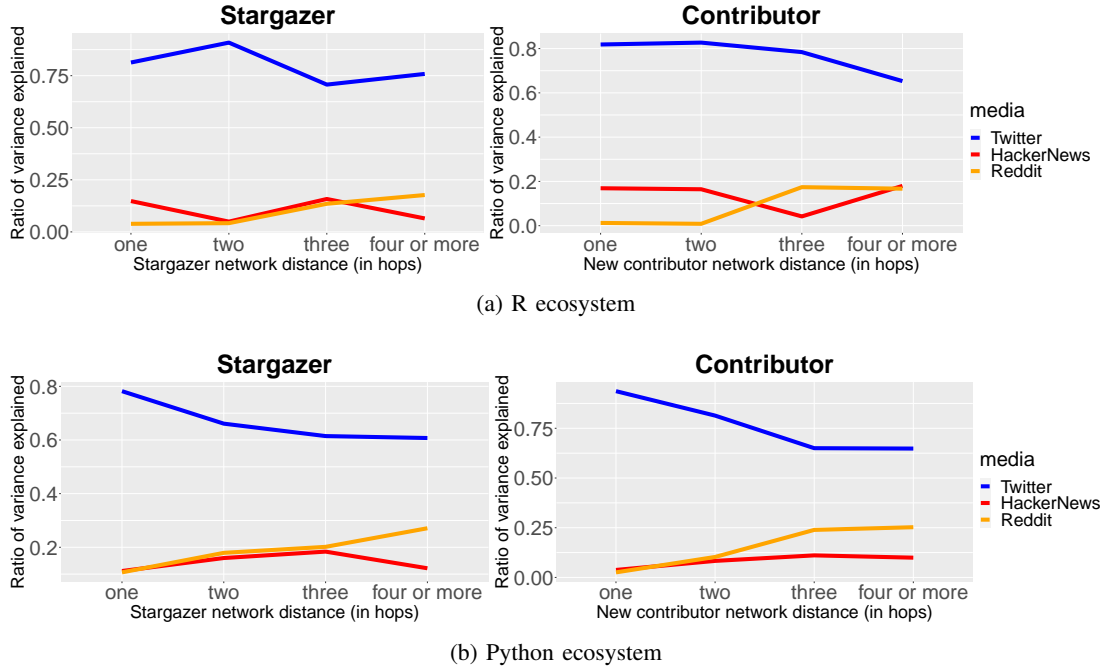 Stargazer
Contributor
Ratio of variance explained
0.75
0.50
0.25
0.00
one two three four or more
Stargazer network distance (in hops)
Ratio of variance explained
0.8
0.6
0.4
0.2
0.0
one two three four or more
New contributor network distance (in hops)
media
Twitter
HackerNews
Reddit
(a) R ecosystem
Stargazer
Contributor
Ratio of variance explained
0.8
0.6
0.4
0.2
one two three four or more
Stargazer network distance (in hops)
Ratio of variance explained
0.75
0.50
0.25
0.00
one two three four or more
New contributor network distance (in hops)
media
Twitter
HackerNews
Reddit
(b) Python ecosystem